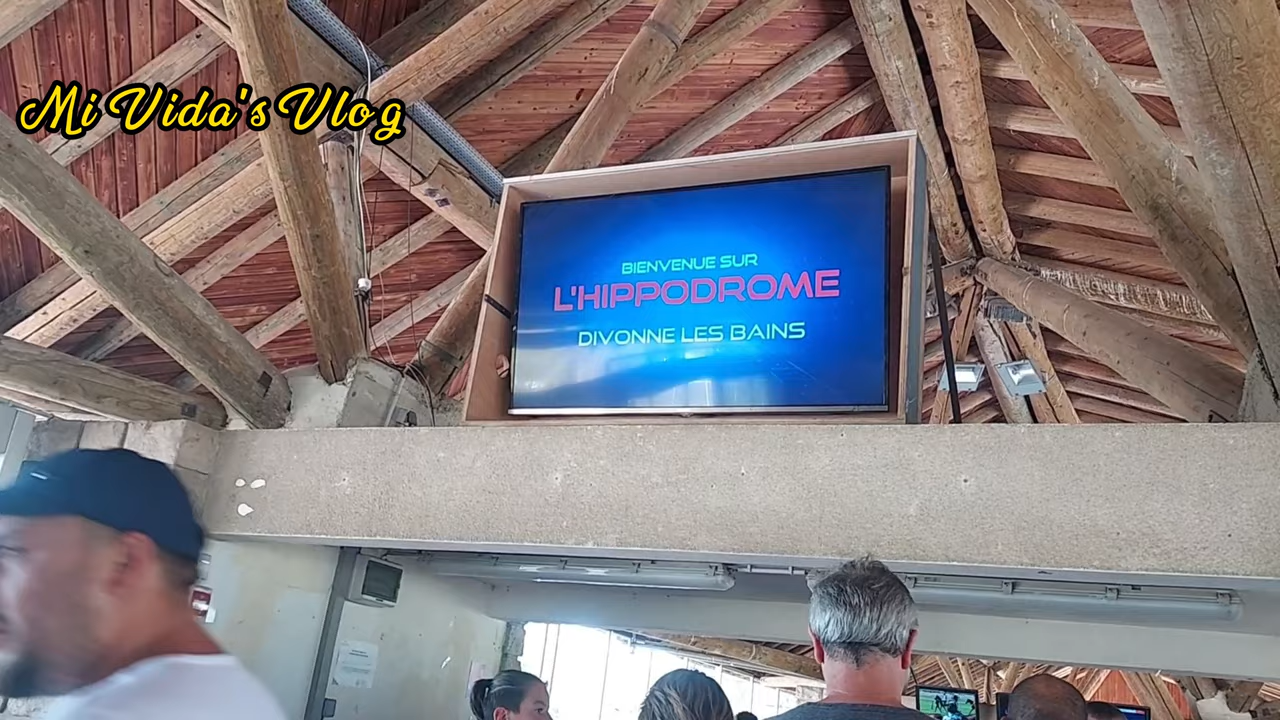 Mi Vida's Vlog
BIENVENUE SUR
L'HIPPODROME
DIVONNE LES BAINS